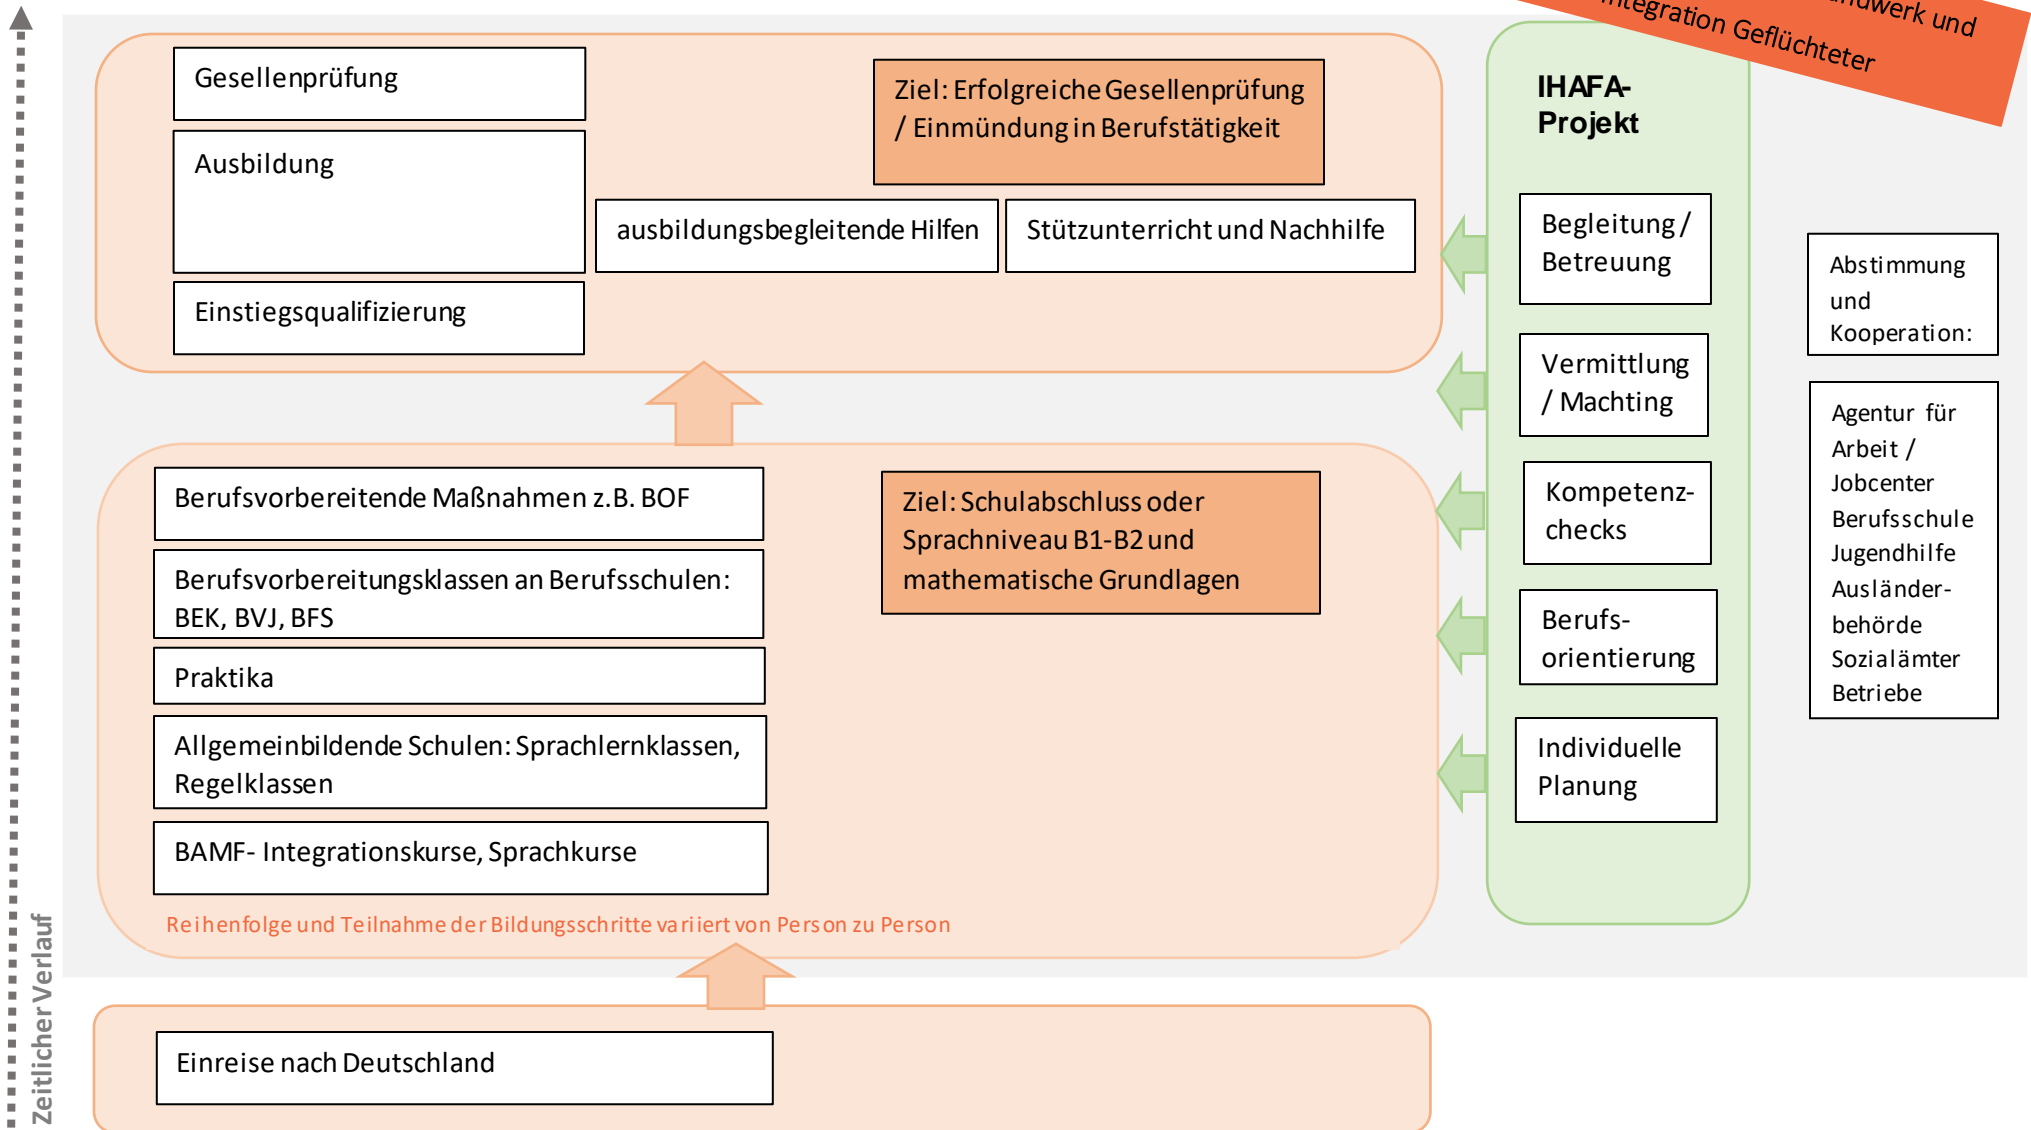 ndwerk und
ntegration Geflüchteter
Gesellenprüfung
Ausbildung
Einstiegsqualifizierung
Ziel: Erfolgreiche Gesellenprüfung
/ Einmündung in Berufstätigkeit
ausbildungsbegleitende Hilfen
Stützunterricht und Nachhilfe
Berufsvorbereitende Maßnahmen z.B. BOF
Berufsvorbereitungsklassen an Berufsschulen:
BEK, BVJ, BFS
Praktika
Allgemeinbildende Schulen: Sprachlernklassen,
Regelklassen
BAMF- Integrationskurse, Sprachkurse
Ziel: Schulabschluss oder
Sprachniveau B1-B2 und
mathematische Grundlagen
Reihenfolge und Teilnahme der Bildungsschritte variiert von Person zu Person
Einreise nach Deutschland
IHAFA-
Projekt
Begleitung /
Betreuung
Vermittlung
/ Machting
Kompetenz-
checks
Berufs-
orientierung
Individuelle
Planung
Abstimmung
und
Kooperation:
Agentur für
Arbeit /
Jobcenter
Berufsschule
Jugendhilfe
Ausländer-
behörde
Sozialämter
Betriebe
Zeitlicher Verlauf